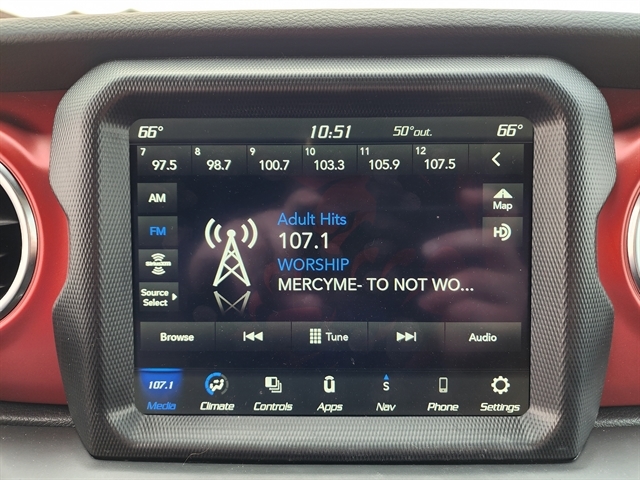 66° 10:51 50°out. 66°
7 8 9 10 11 12
97.5 98.7 100.7 103.3 105.9 107.5
AM
FM
SiriusXM
Source
Select
Map
HD
Adult Hits
107.1
WORSHIP
MERCYME- TO NOT WO...
Browse Tune Audio
107.1 S
Media Climate Controls Apps Nav Phone Settings